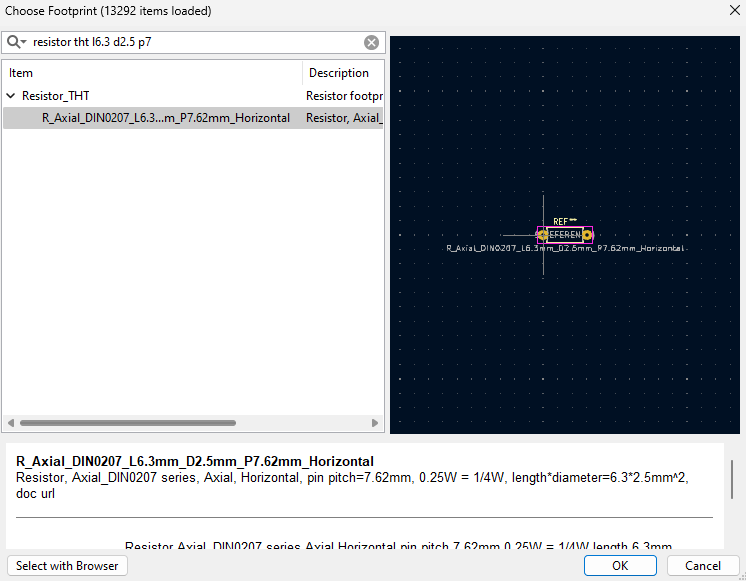 Choose Footprint (13292 items loaded)
resistor tht l6.3 d2.5 p7
Item Description
Resistor_THT Resistor footpr
R_Axial_DIN0207_L6.3...m_P7.62mm_Horizontal Resistor, Axial_
REF**
R_Axial_DIN0207_L6.3mm_D2.5mm_P7.62mm_Horizontal
R_Axial_DIN0207_L6.3mm_D2.5mm_P7.62mm_Horizontal
Resistor, Axial_DIN0207 series, Axial, Horizontal, pin pitch=7.62mm, 0.25W = 1/4W, length*diameter=6.3*2.5mm^2,
doc url
Resistor Axial_DIN0207 series Axial Horizontal pin pitch 7.62mm 0.25W = 1/4W length 6.3mm
Select with Browser OK Cancel